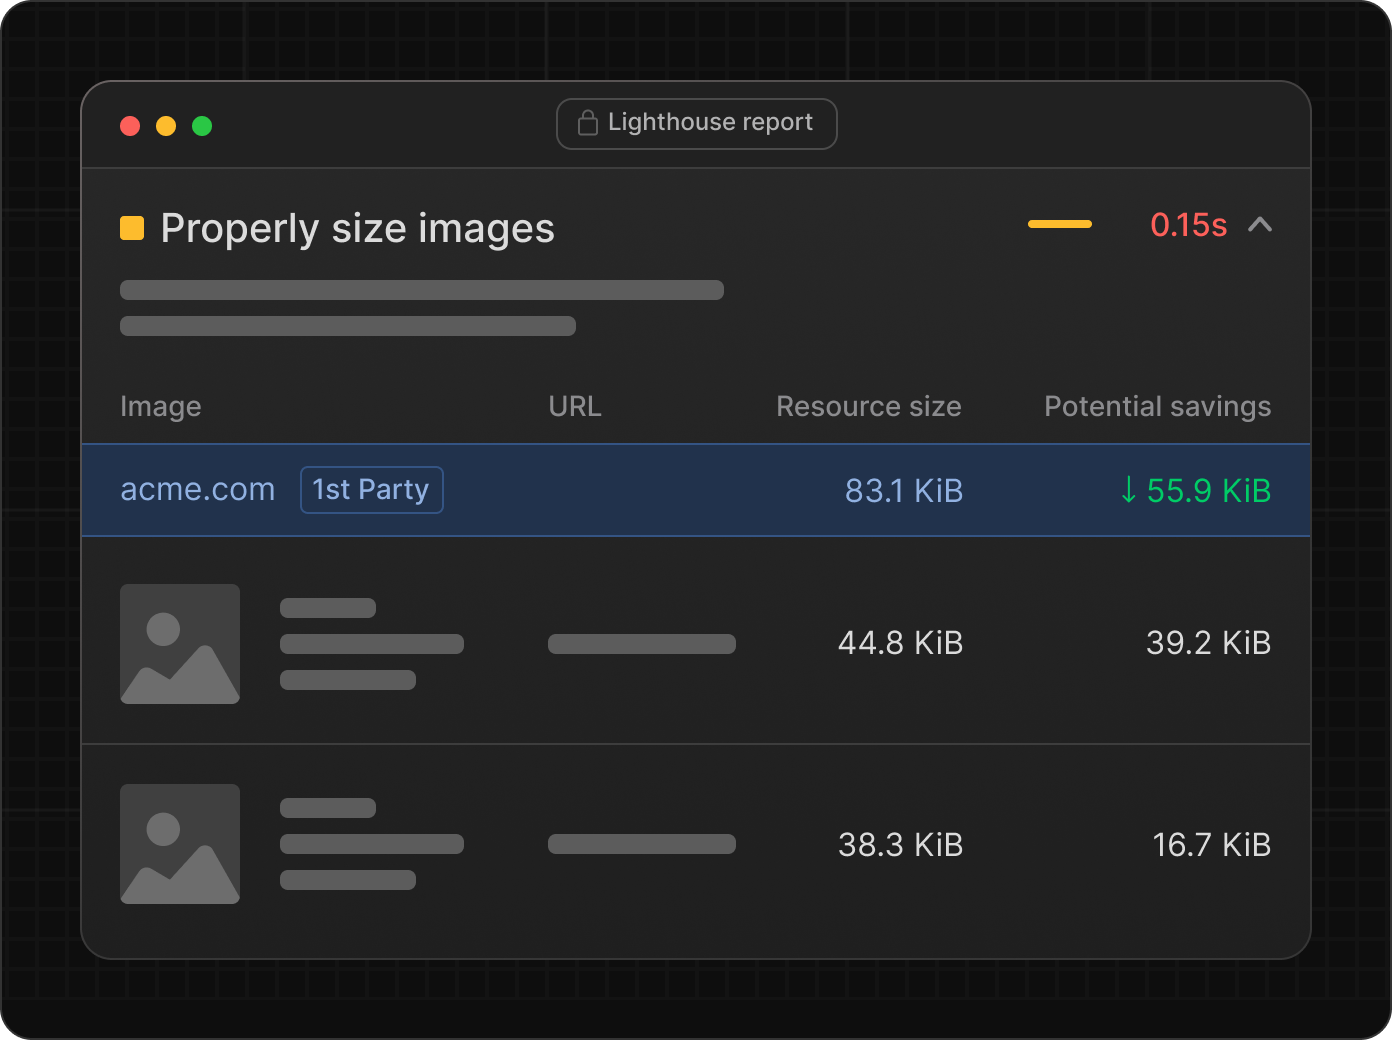 Lighthouse report
Properly size images 0.15s
Image URL Resource size Potential savings
acme.com 1st Party 83.1 KiB ↓ 55.9 KiB
44.8 KiB 39.2 KiB
38.3 KiB 16.7 KiB